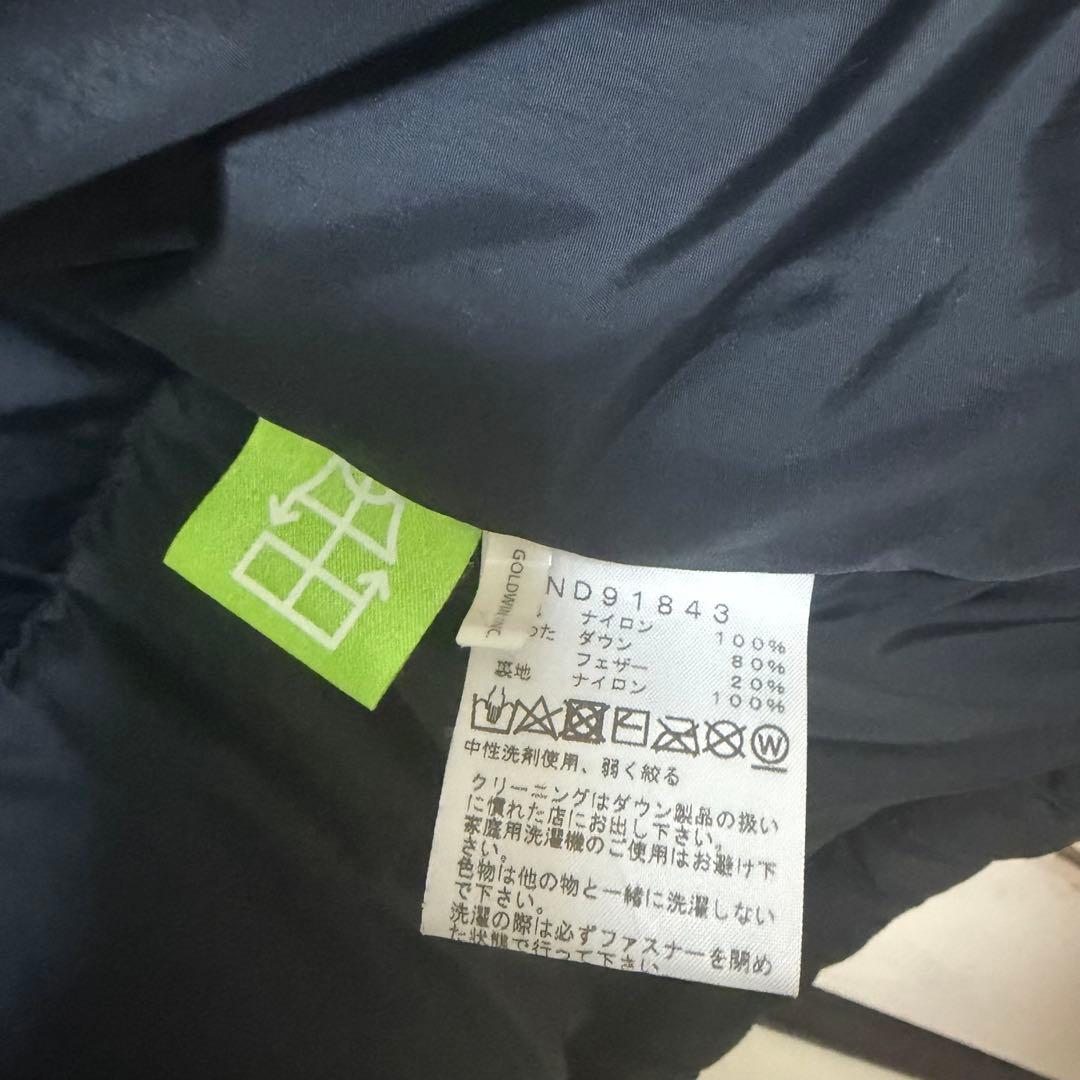 GOLDWIN INC.
ND91843
ナイロン 100%
た ダウン 80%
フェザー 20%
裏地 ナイロン 100%
W
中性洗剤使用、弱く絞る
クリーニングはダウン製品の扱い
に慣れた店にお出し下さい。
家庭用洗濯機のご使用はお避け下
さい。
色物は他の物と一緒に洗濯しない
で下さい。
洗濯の際は必ずファスナーを閉め
た状態で行って下さい。